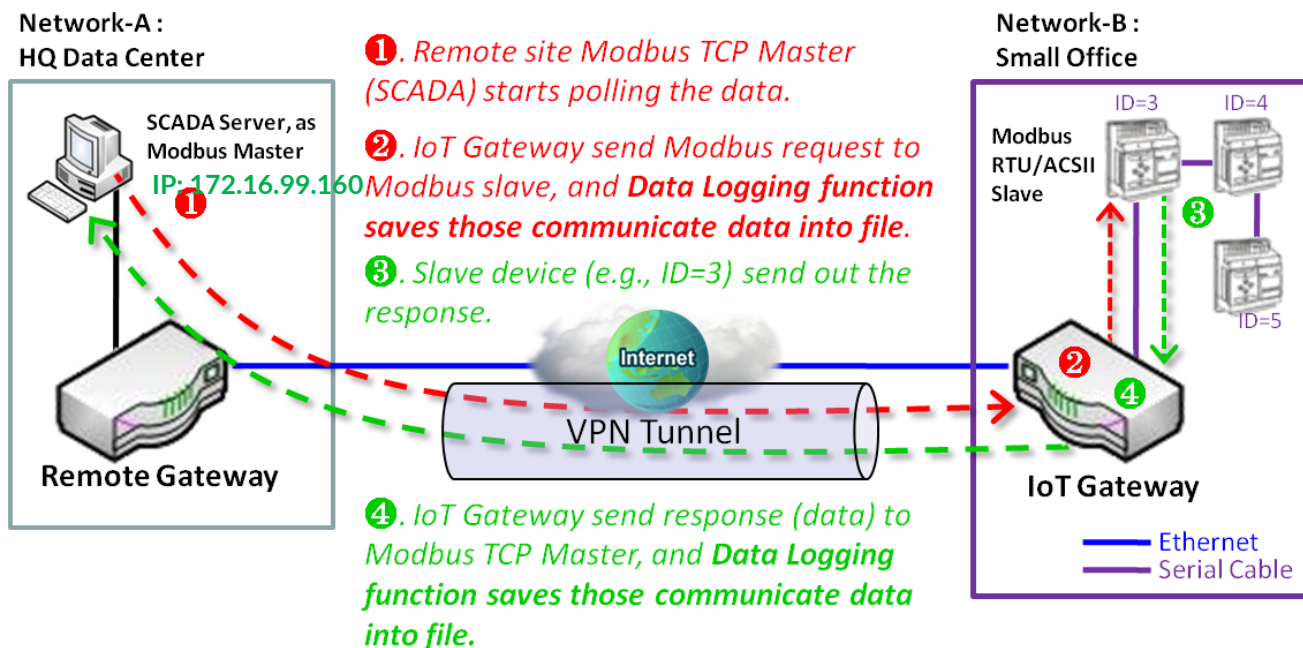 Network-A :
HQ Data Center
SCADA Server, as
Modbus Master
IP: 172.16.99.160
❶
Remote Gateway
❶. Remote site Modbus TCP Master
(SCADA) starts polling the data.
❷. IoT Gateway send Modbus request to
Modbus slave, and Data Logging function
saves those communicate data into file.
❸. Slave device (e.g., ID=3) send out the
response.
Internet
VPN Tunnel
❹. IoT Gateway send response (data) to
Modbus TCP Master, and Data Logging
function saves those communicate data
into file.
Network-B :
Small Office
ID=3
ID=4
Modbus
RTU/ACSII
Slave
❸
ID=5
❷
❹
IoT Gateway
Ethernet
Serial Cable